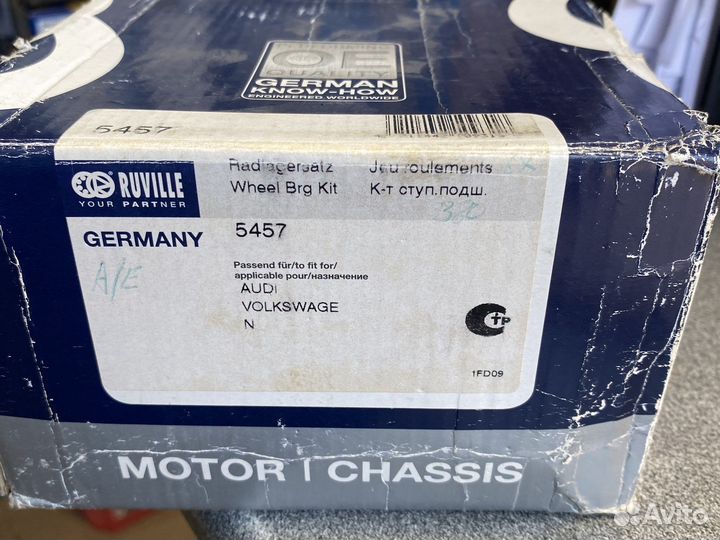 OE
GERMAN
KNOW-HOW
ENGINEERED WORLDWIDE
5457
RUVILLE
YOUR PARTNER
Radlagersatz Jeu roulements
Wheel Brg Kit К-т ступ.подш.
GERMANY
5457
A/E
Passend für/to fit for/
applicable pour/назначение
AUDI
VOLKSWAGE
N
1FD09
MOTOR | CHASSIS
Avito